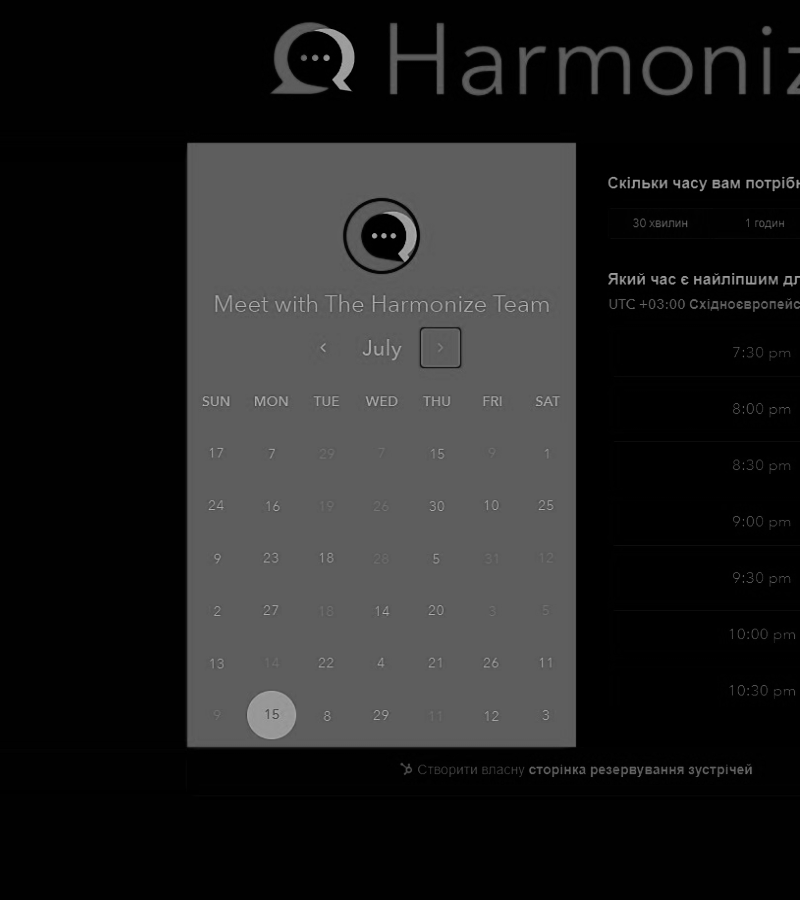 Harmoniz
Meet with The Harmonize Team
July
SUN MON TUE WED THU FRI SAT
17 7 29 7 15 9 1
24 16 19 26 30 10 25
9 23 18 28 5 31 12
2 27 18 14 20 3 5
13 14 22 4 21 26 11
9 15 8 29 11 12 3
Скільки часу вам потрібн
30 хвилин 1 годин
Який час є найліпшим дл
UTC +03:00 Східноєвропейс
7:30 pm
8:00 pm
8:30 pm
9:00 pm
9:30 pm
10:00 pm
10:30 pm
Створити власну сторінка резервування зустрічей